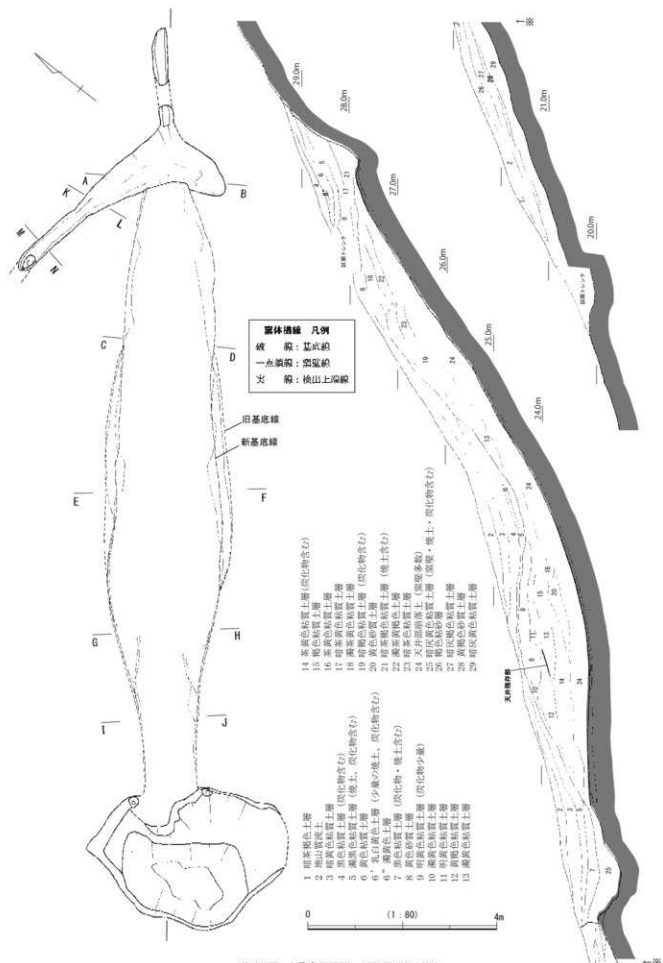 窯体描線 凡例
破 線:基底線
一点鎖線:窯壁線
実 線:検出上端線
旧基底線
新基底線
A
B
C
D
E
F
G
H
I
J
K
L
M
N
29.0m
28.0m
27.0m
26.0m
25.0m
24.0m
21.0m
20.0m
試掘トレンチ
試掘トレンチ
天井残存部
1 暗茶褐色土層
2 地山質流土
3 暗黄色粘質土層
4 黒色粘質土層(炭化物含む)
5 濁黒色粘質土層(焼土,炭化物含む)
6 黄色粘質土層
6' 乳白黄色土層(少量の焼土,炭化物含む)
6" 濁黄色土層
7 黒色粘質土層(炭化物・焼土含む)
8 黄色砂質土層
9 明黄色粘質土層(炭化物少量)
10 濁黄色粘質土層
11 明黄色粘質土層
12 黄褐色粘質土層
13 濁黄色粘質土層
14 茶黄色粘質土層(炭化物含む)
15 褐色粘質土層
16 茶黄色粘質土層
17 暗茶黄色粘質土層
18 濁茶黄色粘質土層
19 暗褐色粘質土層(炭化物含む)
20 黄色砂質土層
21 暗茶褐色粘質土層(焼土含む)
22 濁茶黄褐色土層
23 暗茶色粘質土層
24 天井部崩落土(窯壁多数)
25 暗灰黄色粘質土層(窯壁・焼土・炭化物含む)
26 褐色粘砂層
27 暗灰褐色粘質土層
28 黄褐色砂質土層
29 暗灰黄色粘質土層
0 (1:80) 4m